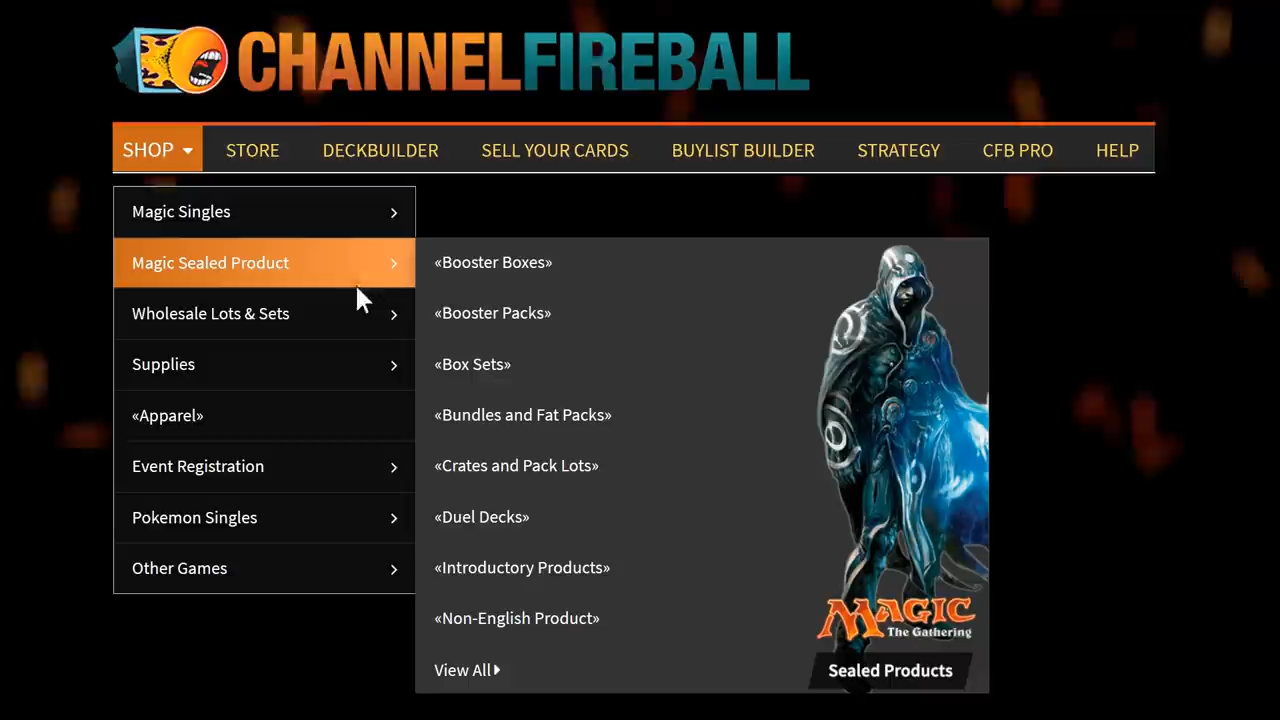 CHANNELFIREBALL
SHOP
STORE
DECKBUILDER
SELL YOUR CARDS
BUYLIST BUILDER
STRATEGY
CFB PRO
HELP
Magic Singles
Magic Sealed Product
Wholesale Lots & Sets
Supplies
«Apparel»
Event Registration
Pokemon Singles
Other Games
«Booster Boxes»
«Booster Packs»
«Box Sets»
«Bundles and Fat Packs»
«Crates and Pack Lots»
«Duel Decks»
«Introductory Products»
«Non-English Product»
View All
MAGIC
The Gathering
Sealed Products